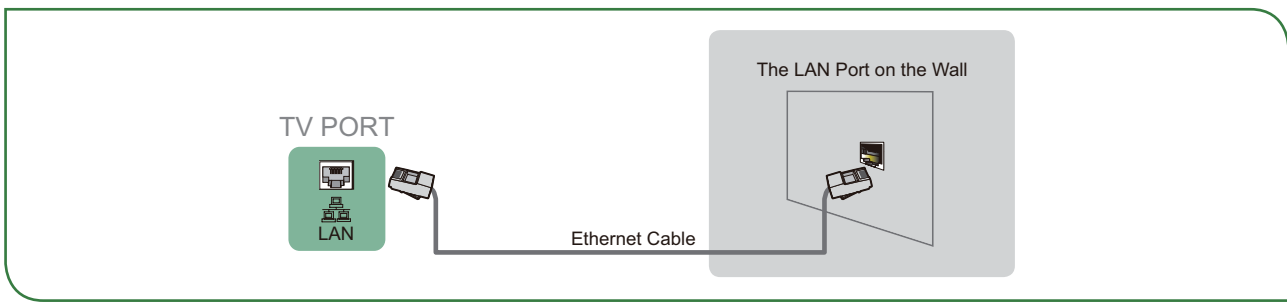 The LAN Port on the Wall
TV PORT
LAN
Ethernet Cable